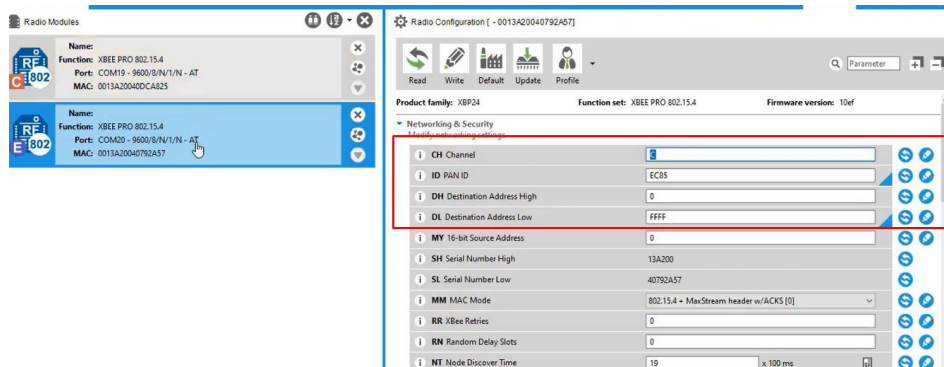 Radio Modules
Name:
RF
Function: XBEE PRO 802.15.4
802
Port: COM19 - 9600/8/N/1/N - AT
C
MAC: 0013A20040DCA825
Name:
RF
Function: XBEE PRO 802.15.4
802
Port: COM20 - 9600/8/N/1/N - AT
E
MAC: 0013A20040792A57
Radio Configuration [ - 0013A20040792A57]
Read Write Default Update Profile
Parameter
Product family: XBP24 Function set: XBEE PRO 802.15.4 Firmware version: 10ef
Networking & Security
Modify networking settings
i CH Channel C
i ID PAN ID EC85
i DH Destination Address High 0
i DL Destination Address Low FFFF
i MY 16-bit Source Address 0
i SH Serial Number High 13A200
i SL Serial Number Low 40792A57
i MM MAC Mode 802.15.4 + MaxStream header w/ACKS [0]
i RR XBee Retries 0
i RN Random Delay Slots 0
i NT Node Discover Time 19 x 100 ms